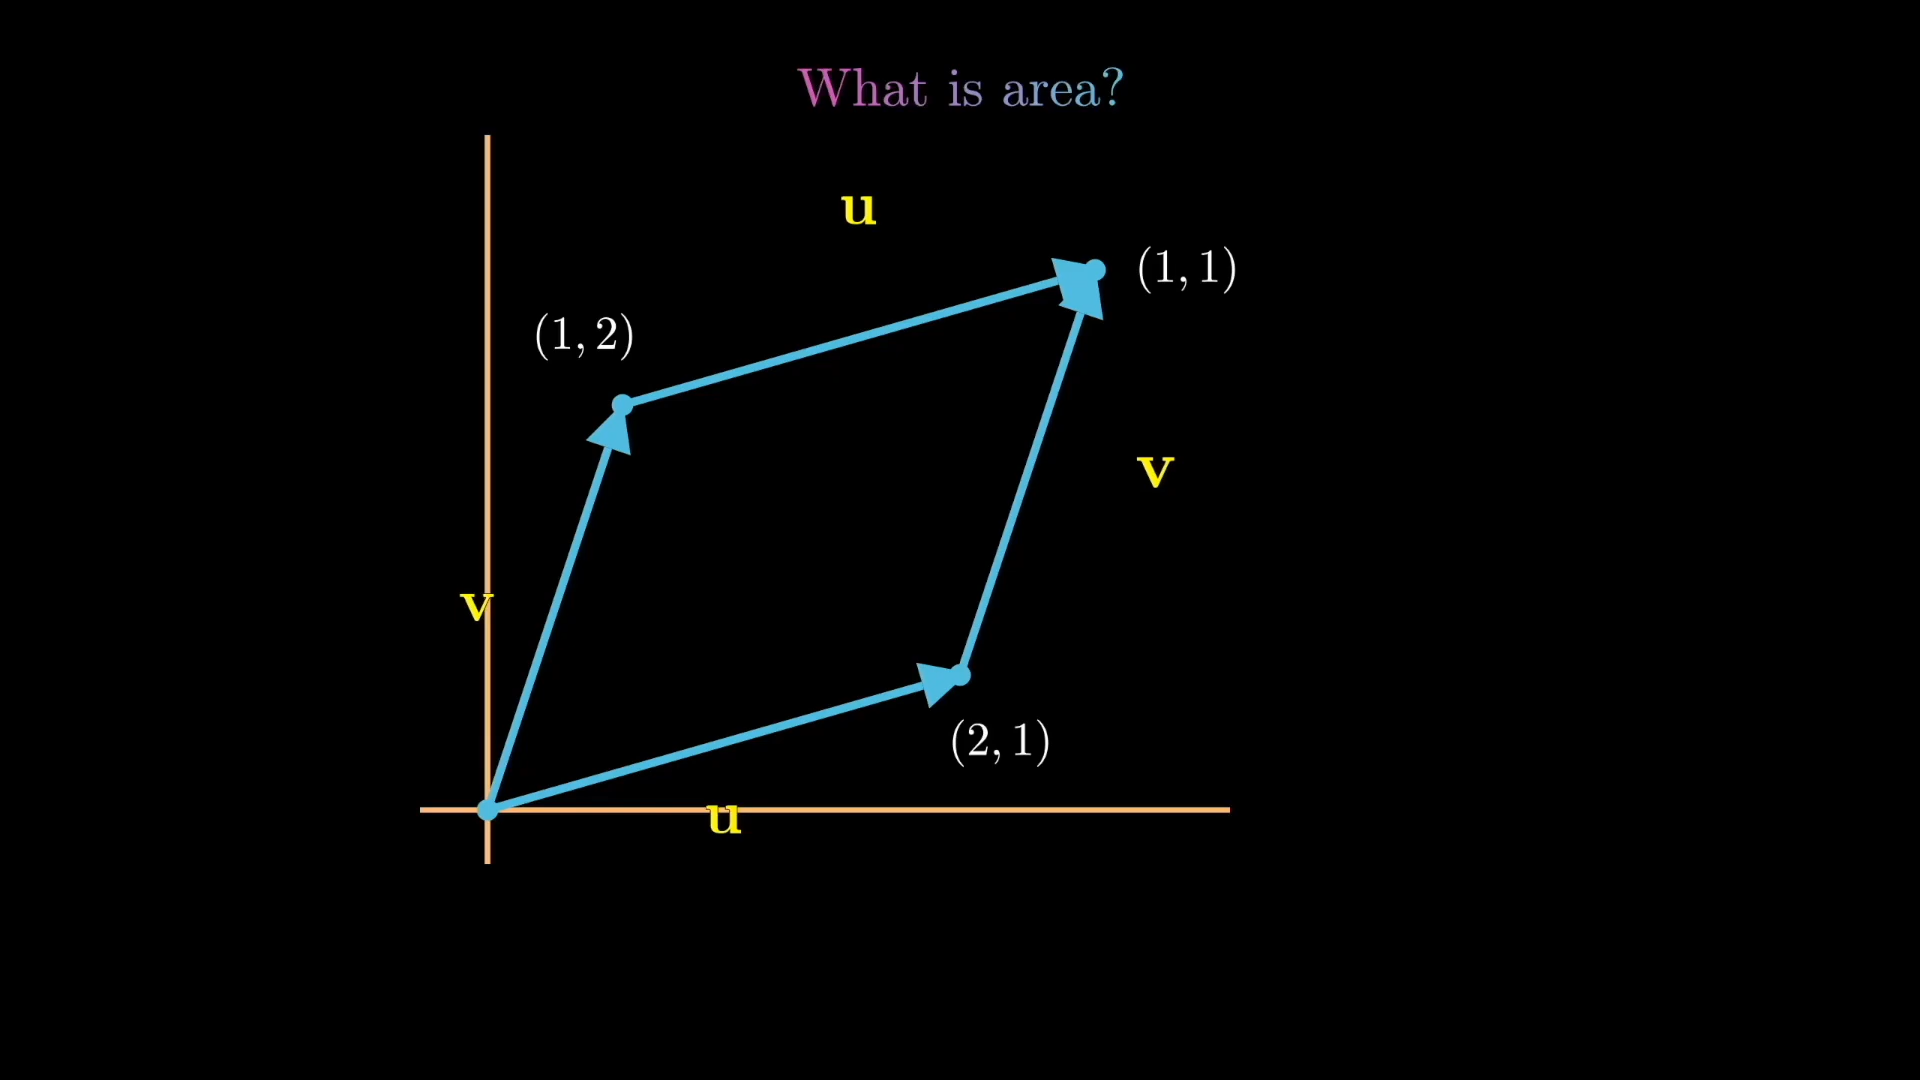 What is area?
u
(1, 1)
(1, 2)
v
v
(2, 1)
u